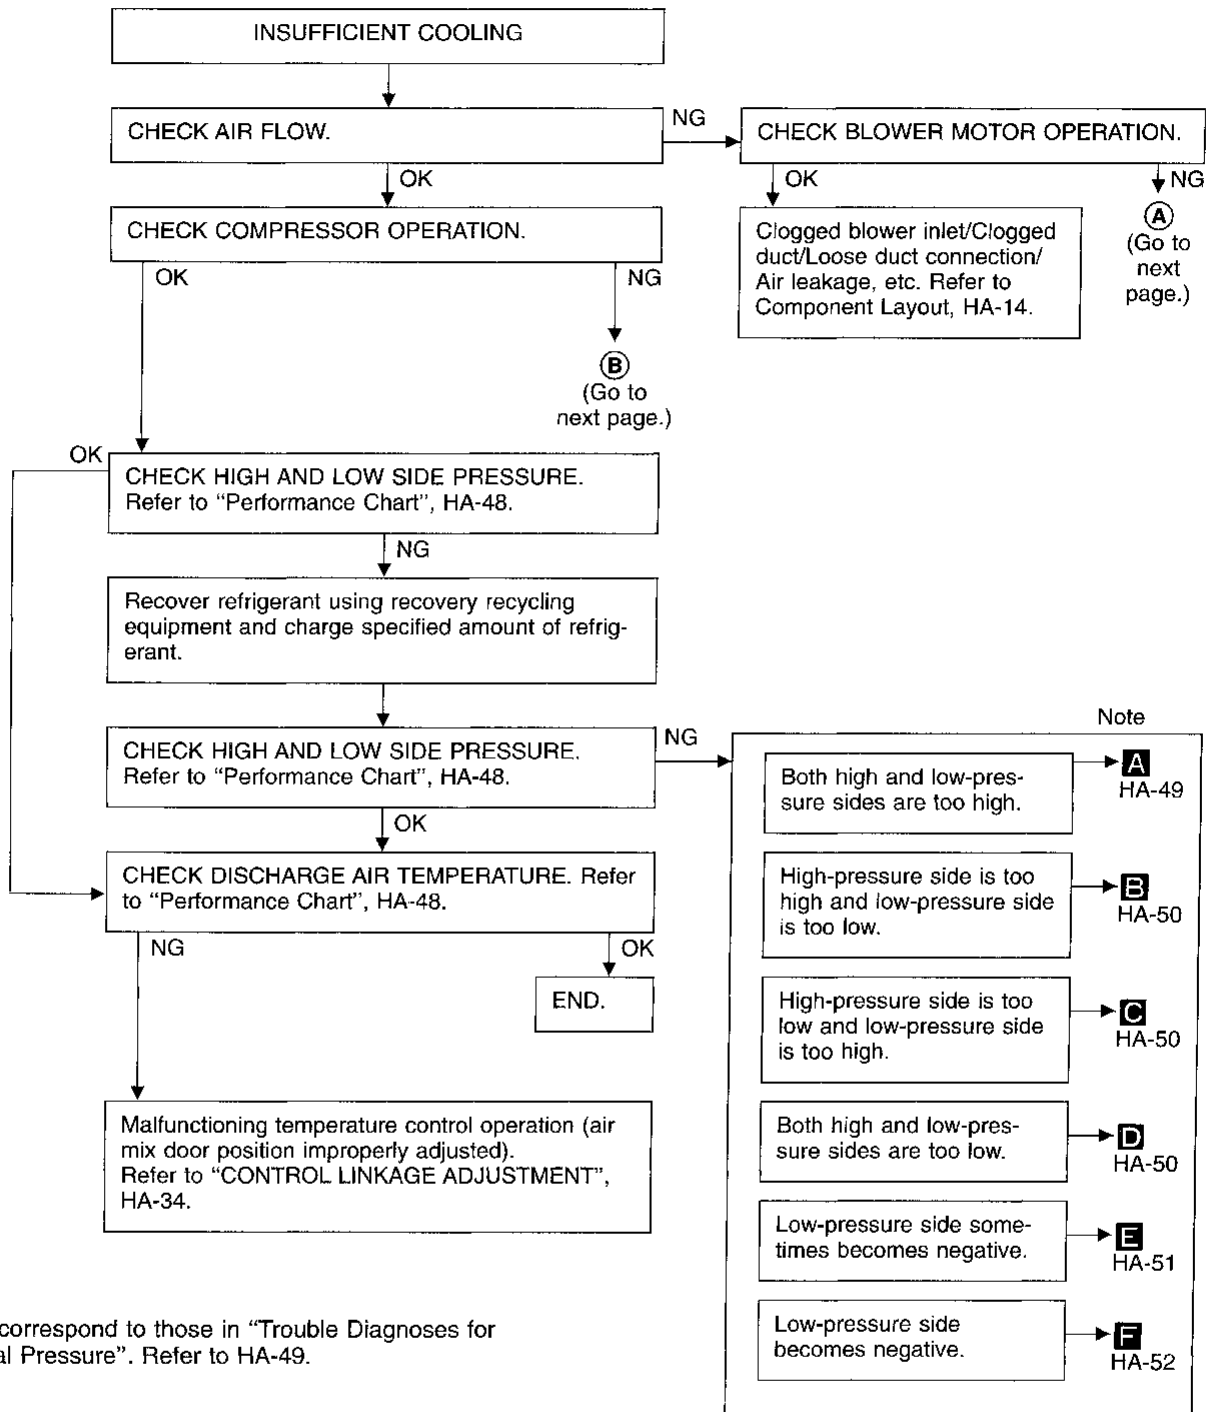 INSUFFICIENT COOLING
CHECK AIR FLOW.
NG
CHECK BLOWER MOTOR OPERATION.
OK
OK
NG
CHECK COMPRESSOR OPERATION.
Clogged blower inlet/Clogged
duct/Loose duct connection/
Air leakage, etc. Refer to
Component Layout, HA-14.
A
(Go to
next
page.)
OK
NG
B
(Go to
next page.)
OK
CHECK HIGH AND LOW SIDE PRESSURE.
Refer to “Performance Chart”, HA-48.
NG
Recover refrigerant using recovery recycling
equipment and charge specified amount of refrig-
erant.
CHECK HIGH AND LOW SIDE PRESSURE.
Refer to “Performance Chart”, HA-48.
NG
OK
CHECK DISCHARGE AIR TEMPERATURE. Refer
to “Performance Chart”, HA-48.
NG
OK
END.
Malfunctioning temperature control operation (air
mix door position improperly adjusted).
Refer to “CONTROL LINKAGE ADJUSTMENT”,
HA-34.
Note
Both high and low-pres-
sure sides are too high.
A
HA-49
High-pressure side is too
high and low-pressure side
is too low.
B
HA-50
High-pressure side is too
low and low-pressure side
is too high.
C
HA-50
Both high and low-pres-
sure sides are too low.
D
HA-50
Low-pressure side some-
times becomes negative.
E
HA-51
Low-pressure side
becomes negative.
F
HA-52
correspond to those in “Trouble Diagnoses for
al Pressure”. Refer to HA-49.